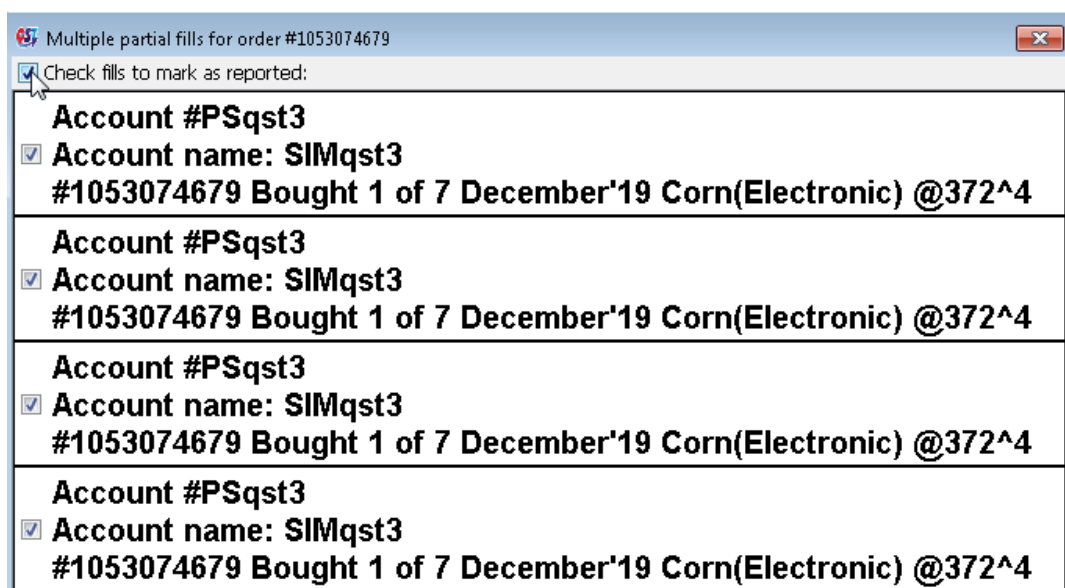 Multiple partial fills for order #1053074679
Check fills to mark as reported:
Account #PSqst3
Account name: SIMqst3
#1053074679 Bought 1 of 7 December'19 Corn(Electronic) @372^4
Account #PSqst3
Account name: SIMqst3
#1053074679 Bought 1 of 7 December'19 Corn(Electronic) @372^4
Account #PSqst3
Account name: SIMqst3
#1053074679 Bought 1 of 7 December'19 Corn(Electronic) @372^4
Account #PSqst3
Account name: SIMqst3
#1053074679 Bought 1 of 7 December'19 Corn(Electronic) @372^4